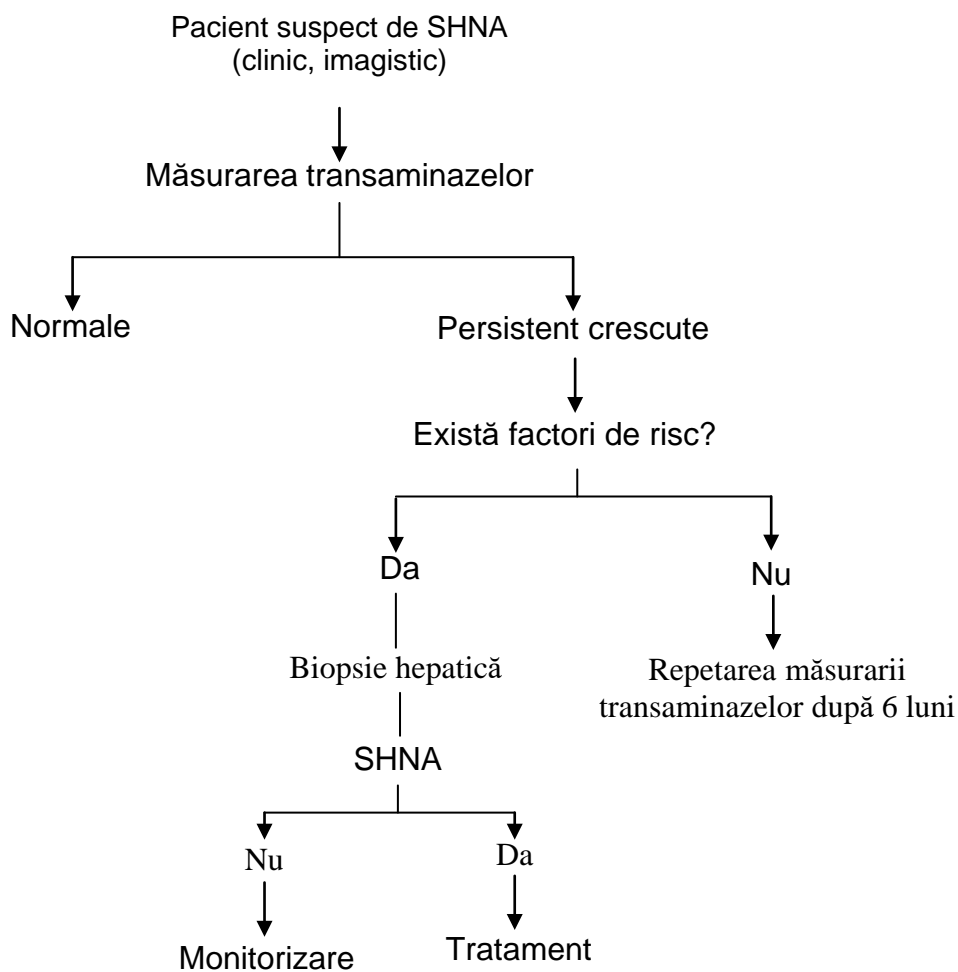 Pacient suspect de SHNA
(clinic, imagistic)
Măsurarea transaminazelor
Normale
Persistent crescute
Există factori de risc?
Da
Nu
Biopsie hepatică
Repetarea măsurarii
transaminazelor după 6 luni
SHNA
Nu
Da
Monitorizare
Tratament